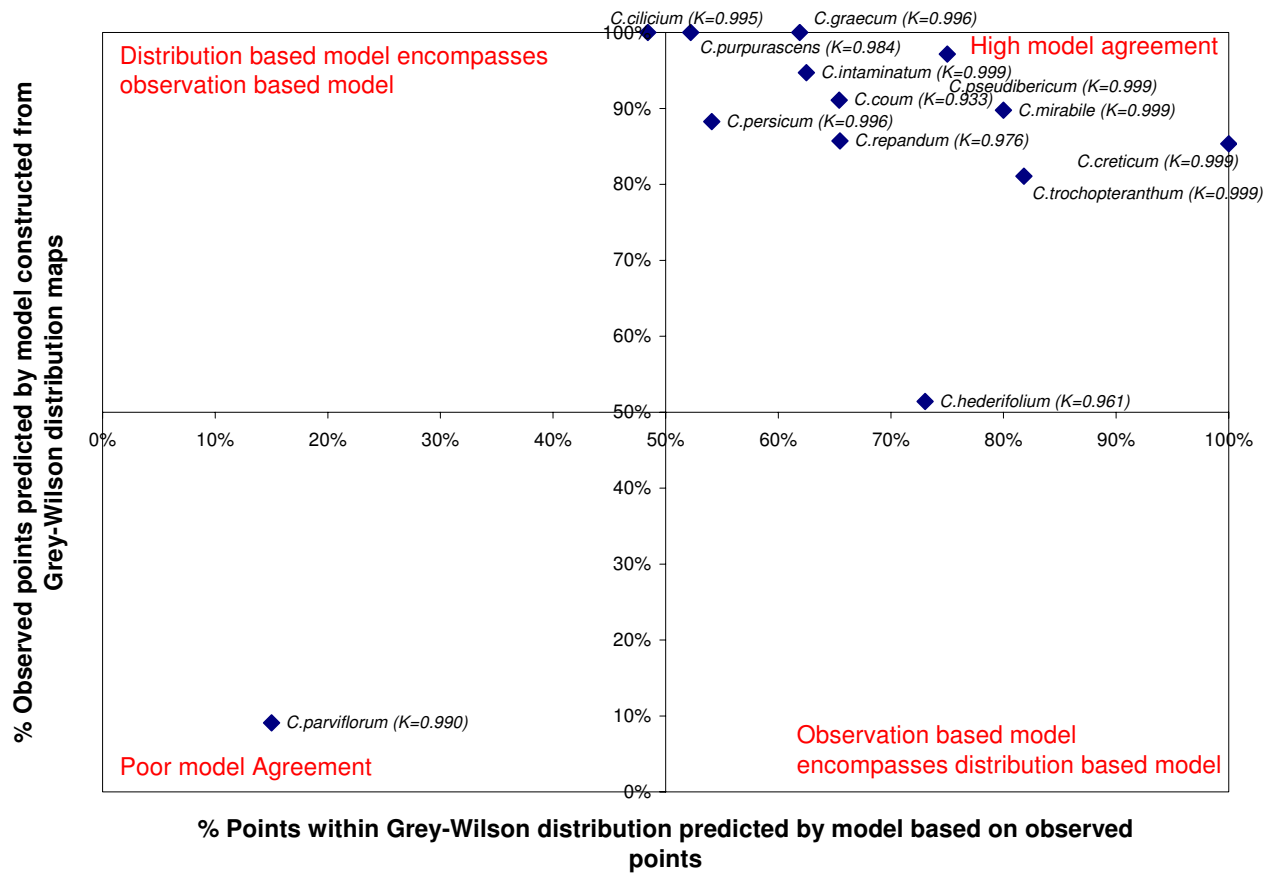 C.cilicium (K=0.995)
C.graecum (K=0.996)
100%
Distribution based model encompasses
observation based model
C.purpurascens (K=0.984)
High model agreement
C.intaminatum (K=0.999)
C.pseudibericum (K=0.999)
90%
C.coum (K=0.933)
C.mirabile (K=0.999)
C.persicum (K=0.996)
C.repandum (K=0.976)
C.creticum (K=0.999)
80%
C.trochopteranthum (K=0.999)
70%
60%
C.hederifolium (K=0.961)
50%
0%
10%
20%
30%
40%
50%
60%
70%
80%
90%
100%
40%
30%
20%
10%
C.parviflorum (K=0.990)
Poor model Agreement
Observation based model
encompasses distribution based model
0%
% Observed points predicted by model constructed from
Grey-Wilson distribution maps
% Points within Grey-Wilson distribution predicted by model based on observed
points